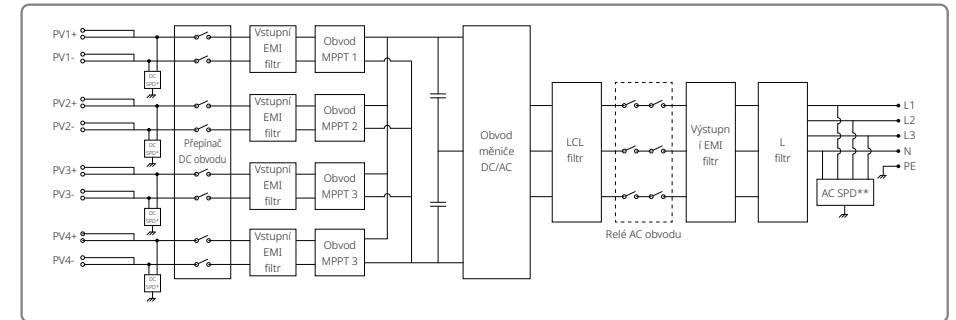 PV1+
PV1-
DC
SPD*
Vstupní
EMI
filtr
Obvod
MPPT 1
PV2+
PV2-
DC
SPD*
Vstupní
EMI
filtr
Obvod
MPPT 2
PV3+
PV3-
DC
SPD*
Vstupní
EMI
filtr
Obvod
MPPT 3
PV4+
PV4-
DC
SPD*
Vstupní
EMI
filtr
Obvod
MPPT 3
Přepínač
DC obvodu
Obvod
měniče
DC/AC
LCL
filtr
Relé AC obvodu
Výstupn
í EMI
filtr
L
filtr
L1
L2
L3
N
PE
AC SPD**